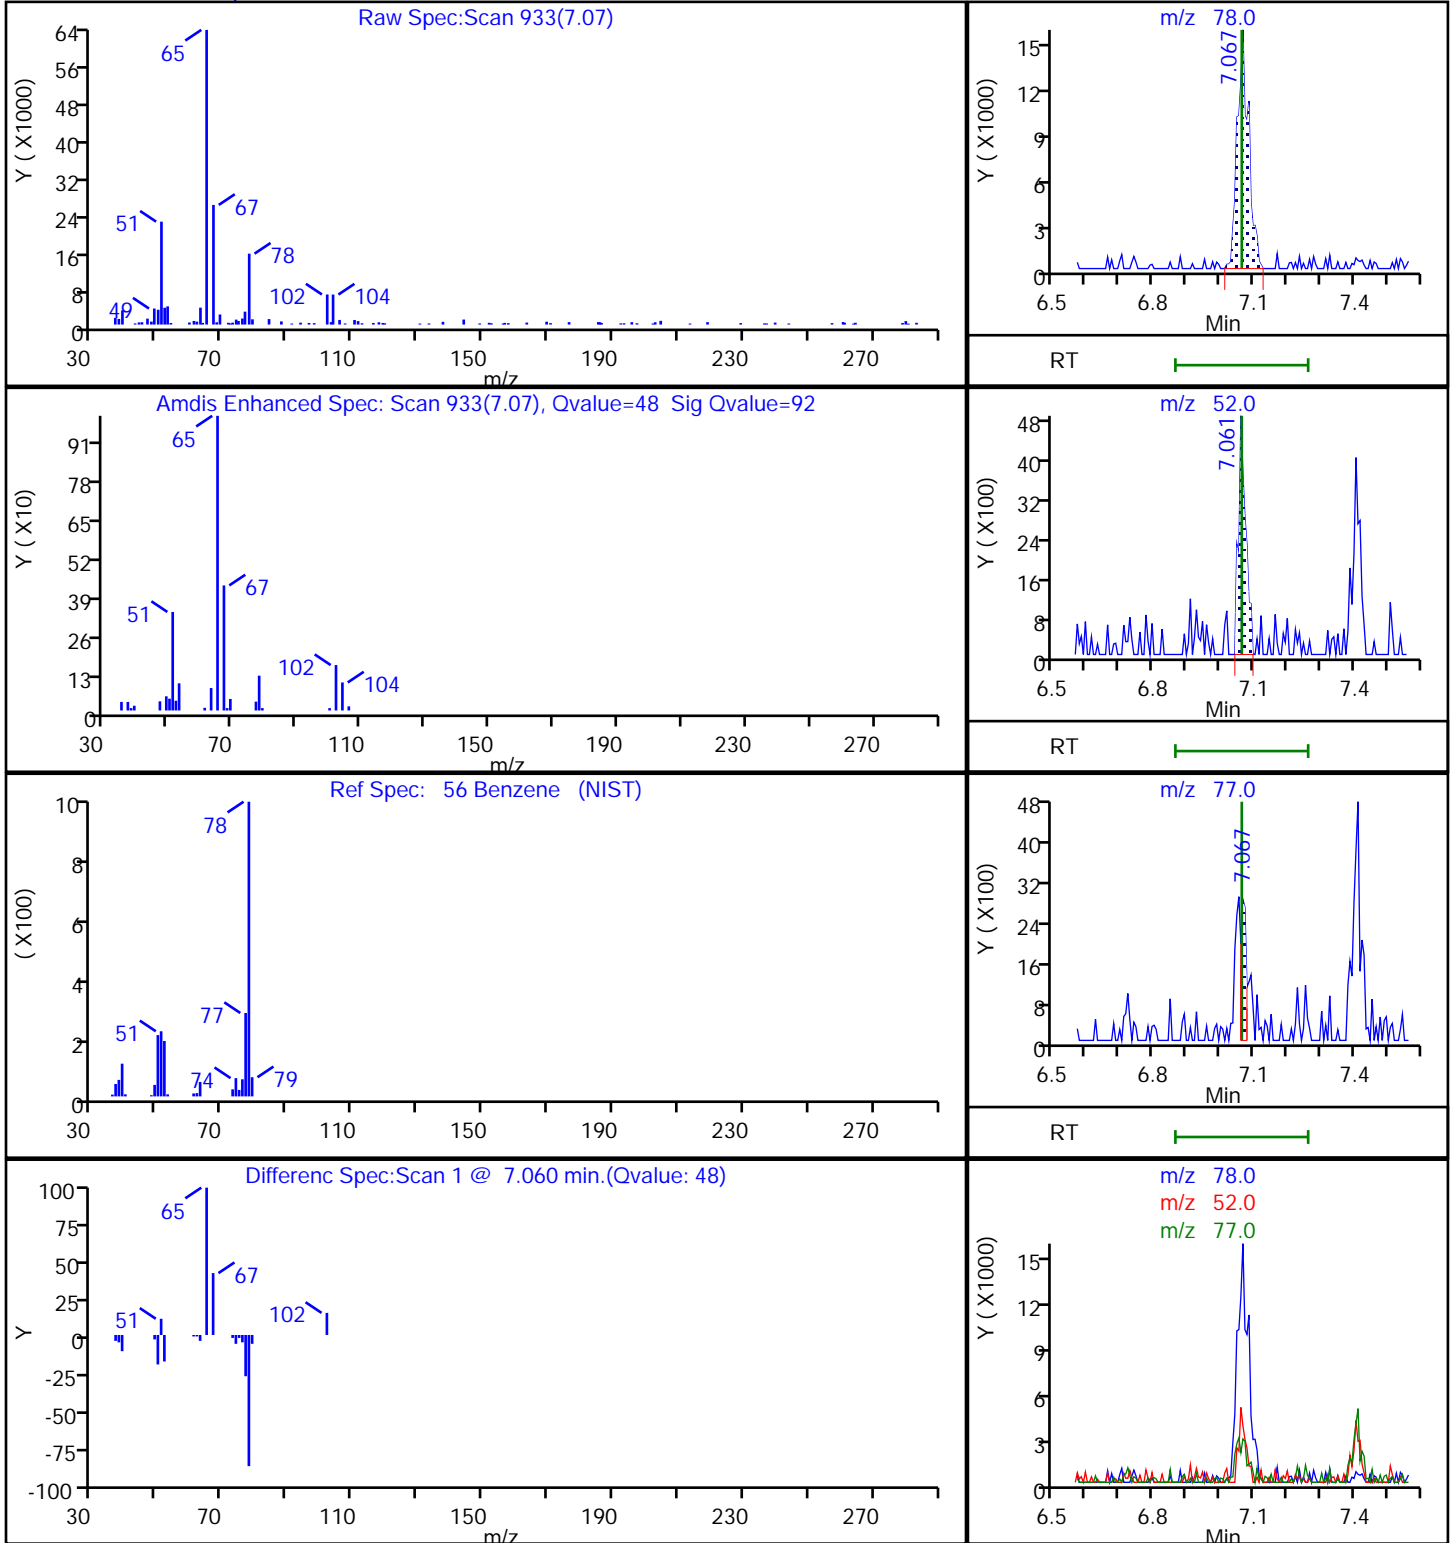 Raw Spec:Scan 933(7.07)
Y ( X1000)
64
56
48
40
32
24
16
8
0
65
51
67
78
49
102
104
30 70 110 150 190 230 270
m/z
m/z 78.0
Y ( X1000)
15
12
9
6
3
0
7.067
6.5 6.8 7.1 7.4
Min
RT
Amdis Enhanced Spec: Scan 933(7.07), Qvalue=48 Sig Qvalue=92
Y ( X10)
91
78
65
52
39
26
13
0
65
67
51
102
104
30 70 110 150 190 230 270
m/z
m/z 52.0
Y ( X100)
48
40
32
24
16
8
0
7.061
6.5 6.8 7.1 7.4
Min
RT
Ref Spec: 56 Benzene (NIST)
( X100)
10
8
6
4
2
0
78
77
51
74
79
30 70 110 150 190 230 270
m/z 77.0
Y ( X100)
48
40
32
24
16
8
0
7.067
6.5 6.8 7.1 7.4
Min
RT
Differenc Spec:Scan 1 @ 7.060 min.(Qvalue: 48)
Y
100
75
50
25
0
-25
-50
-75
-100
65
67
51
102
30 70 110 150 190 230 270
m/z
m/z 78.0
m/z 52.0
m/z 77.0
Y ( X1000)
15
12
9
6
3
0
6.5 6.8 7.1 7.4
Min